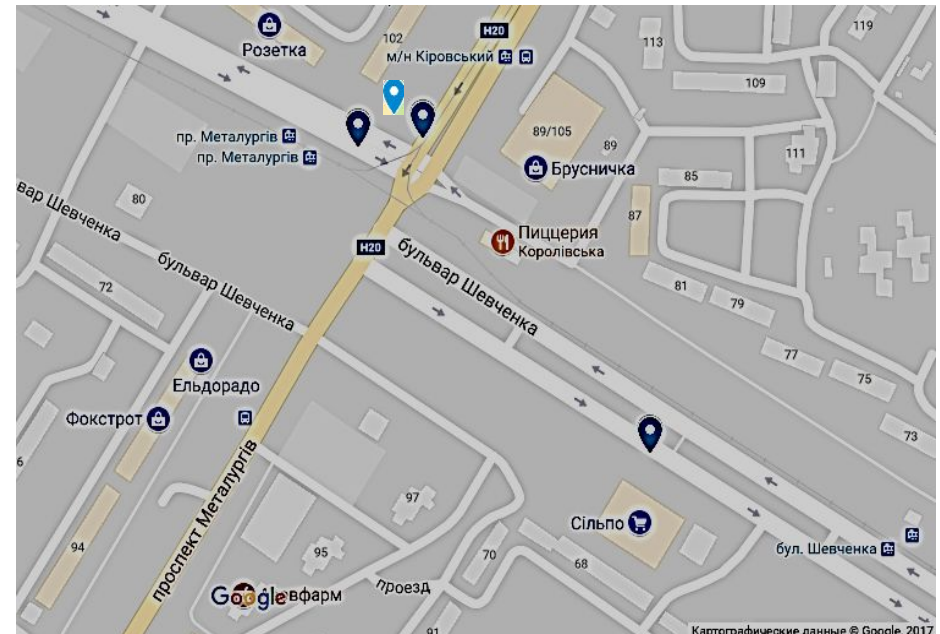 119
H20
102
113
Розетка
м/н Кіровський
109
89/105
пр. Металургів
пр. Металургів
89
111
Брусничка
85
80
87
вар Шевченка
Пиццерия
Королівська
H20
бульвар Шевченка
бульвар Шевченка
72
81
79
77
75
Ельдорадо
Фокстрот
73
6
проспект Металургів
97
Сільпо
94
95
70
68
бул. Шевченка
проезд
Google
вфарм
91
Картографические данные © Google, 2017